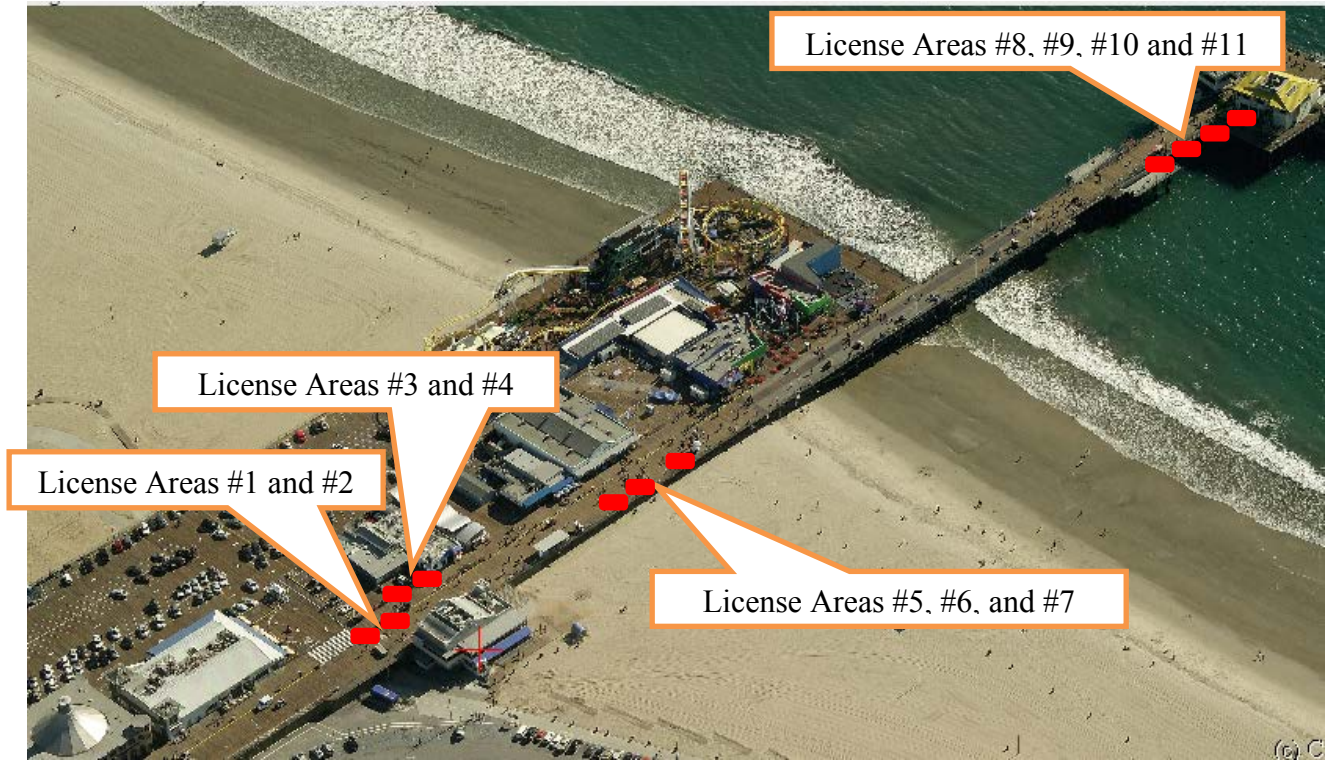 License Areas #8, #9, #10 and #11
License Areas #3 and #4
License Areas #1 and #2
License Areas #5, #6, and #7
(c) C